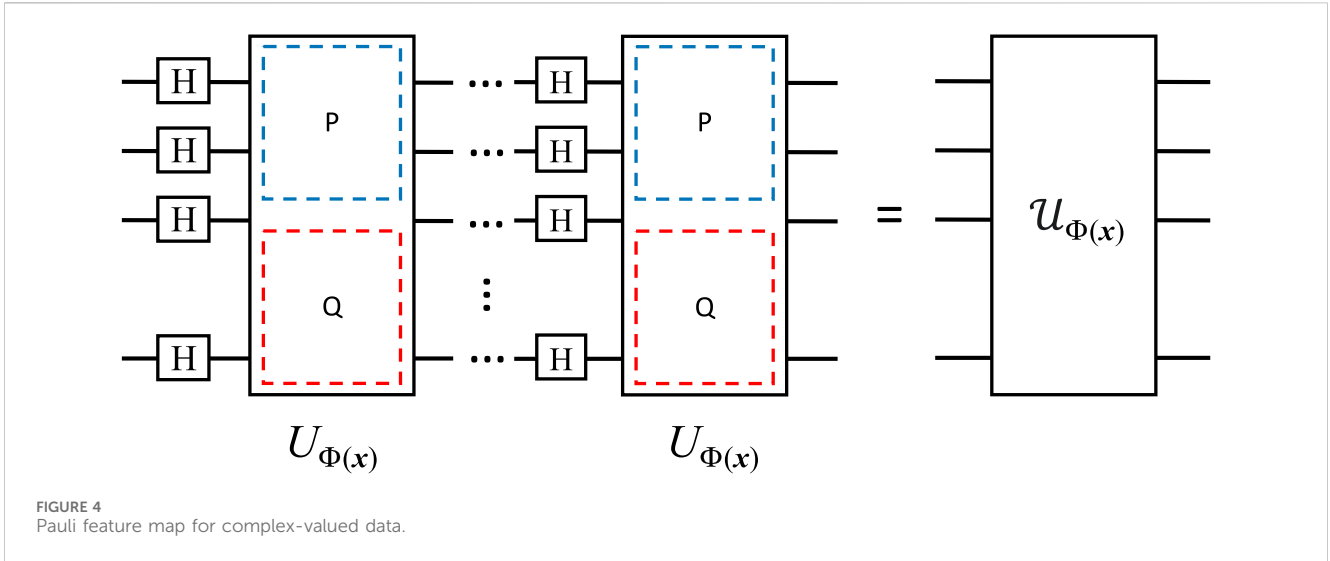 H P ... H P
H ... H
H ... H = 𝒰Φ(x)
Q ⋮ Q
H ... H
UΦ(x) UΦ(x)
FIGURE 4
Pauli feature map for complex-valued data.